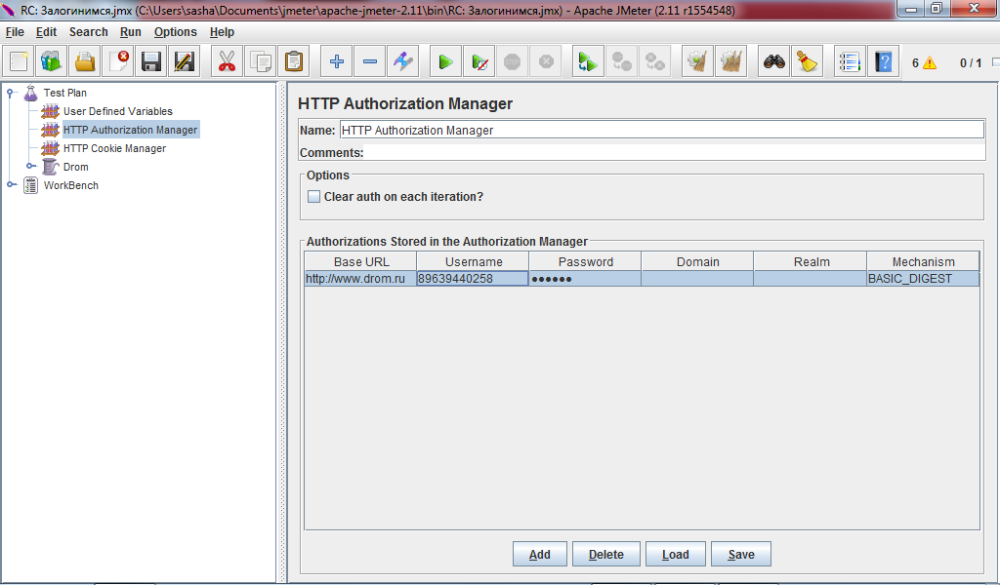 RC: Залогинимся.jmx (C:\Users\sasha\Documents\jmeter\apache-jmeter-2.11\bin\RC: Залогинимся.jmx) - Apache JMeter (2.11 r1554548)
File Edit Search Run Options Help
6 0 / 1
Test Plan
User Defined Variables
HTTP Authorization Manager
HTTP Cookie Manager
Drom
WorkBench
HTTP Authorization Manager
Name: HTTP Authorization Manager
Comments:
Options
Clear auth on each iteration?
Authorizations Stored in the Authorization Manager
Base URL Username Password Domain Realm Mechanism
http://www.drom.ru 89639440258 ●●●●●● BASIC_DIGEST
Add Delete Load Save